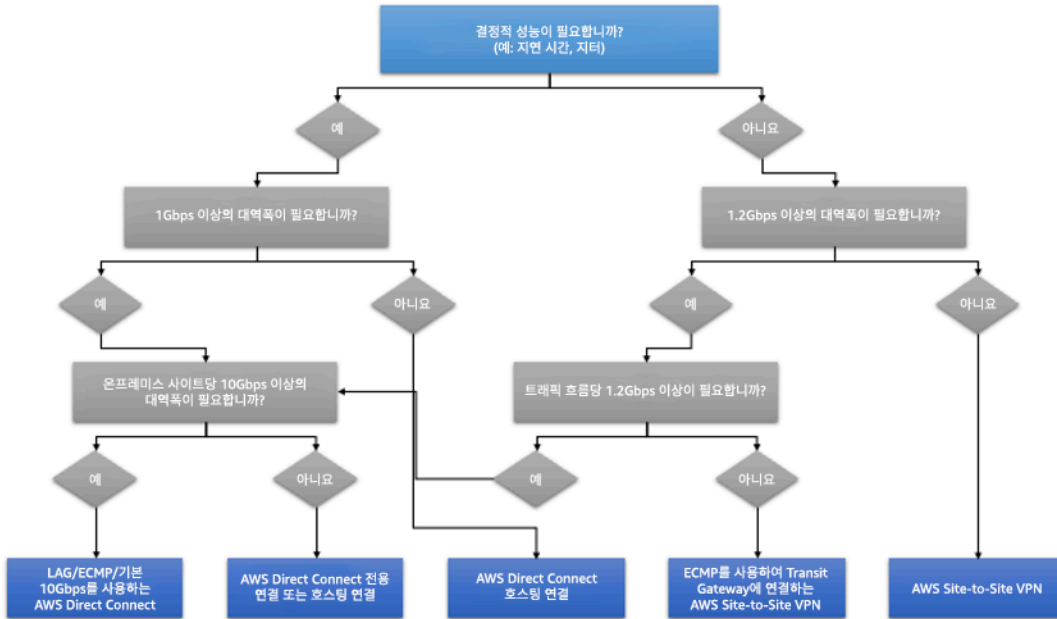 결정적 성능이 필요합니까?
(예: 지연 시간, 지터)
예
아니요
1Gbps 이상의 대역폭이 필요합니까?
1.2Gbps 이상의 대역폭이 필요합니까?
예
아니요
예
아니요
온프레미스 사이트당 10Gbps 이상의
대역폭이 필요합니까?
트래픽 흐름당 1.2Gbps 이상이 필요합니까?
예
아니요
예
아니요
LAG/ECMP/기본
10Gbps를 사용하는
AWS Direct Connect
AWS Direct Connect 전용
연결 또는 호스팅 연결
AWS Direct Connect
호스팅 연결
ECMP를 사용하여 Transit
Gateway에 연결하는
AWS Site-to-Site VPN
AWS Site-to-Site VPN